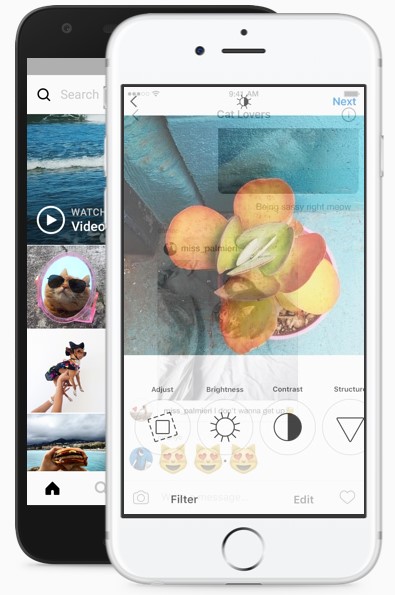 Search
WATCH
Video
9:41 AM
Next
Cat Lovers
Being sassy right meow
miss_palmieri
Adjust
Brightness
Contrast
Structure
miss_palmieri I don't wanna get up
message...
Filter
Edit